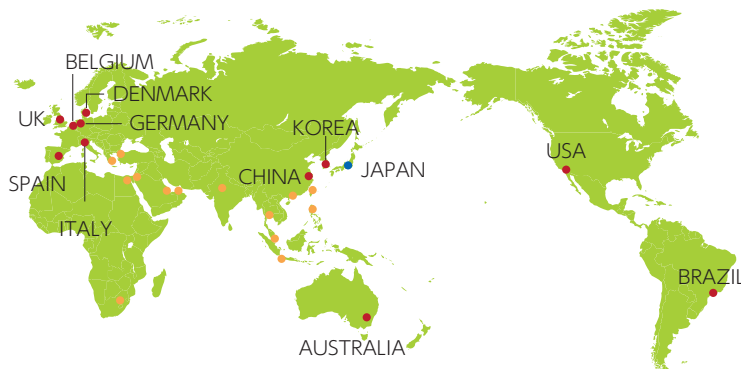 BELGIUM
DENMARK
UK
GERMANY
KOREA
USA
SPAIN
CHINA
JAPAN
ITALY
BRAZIL
AUSTRALIA